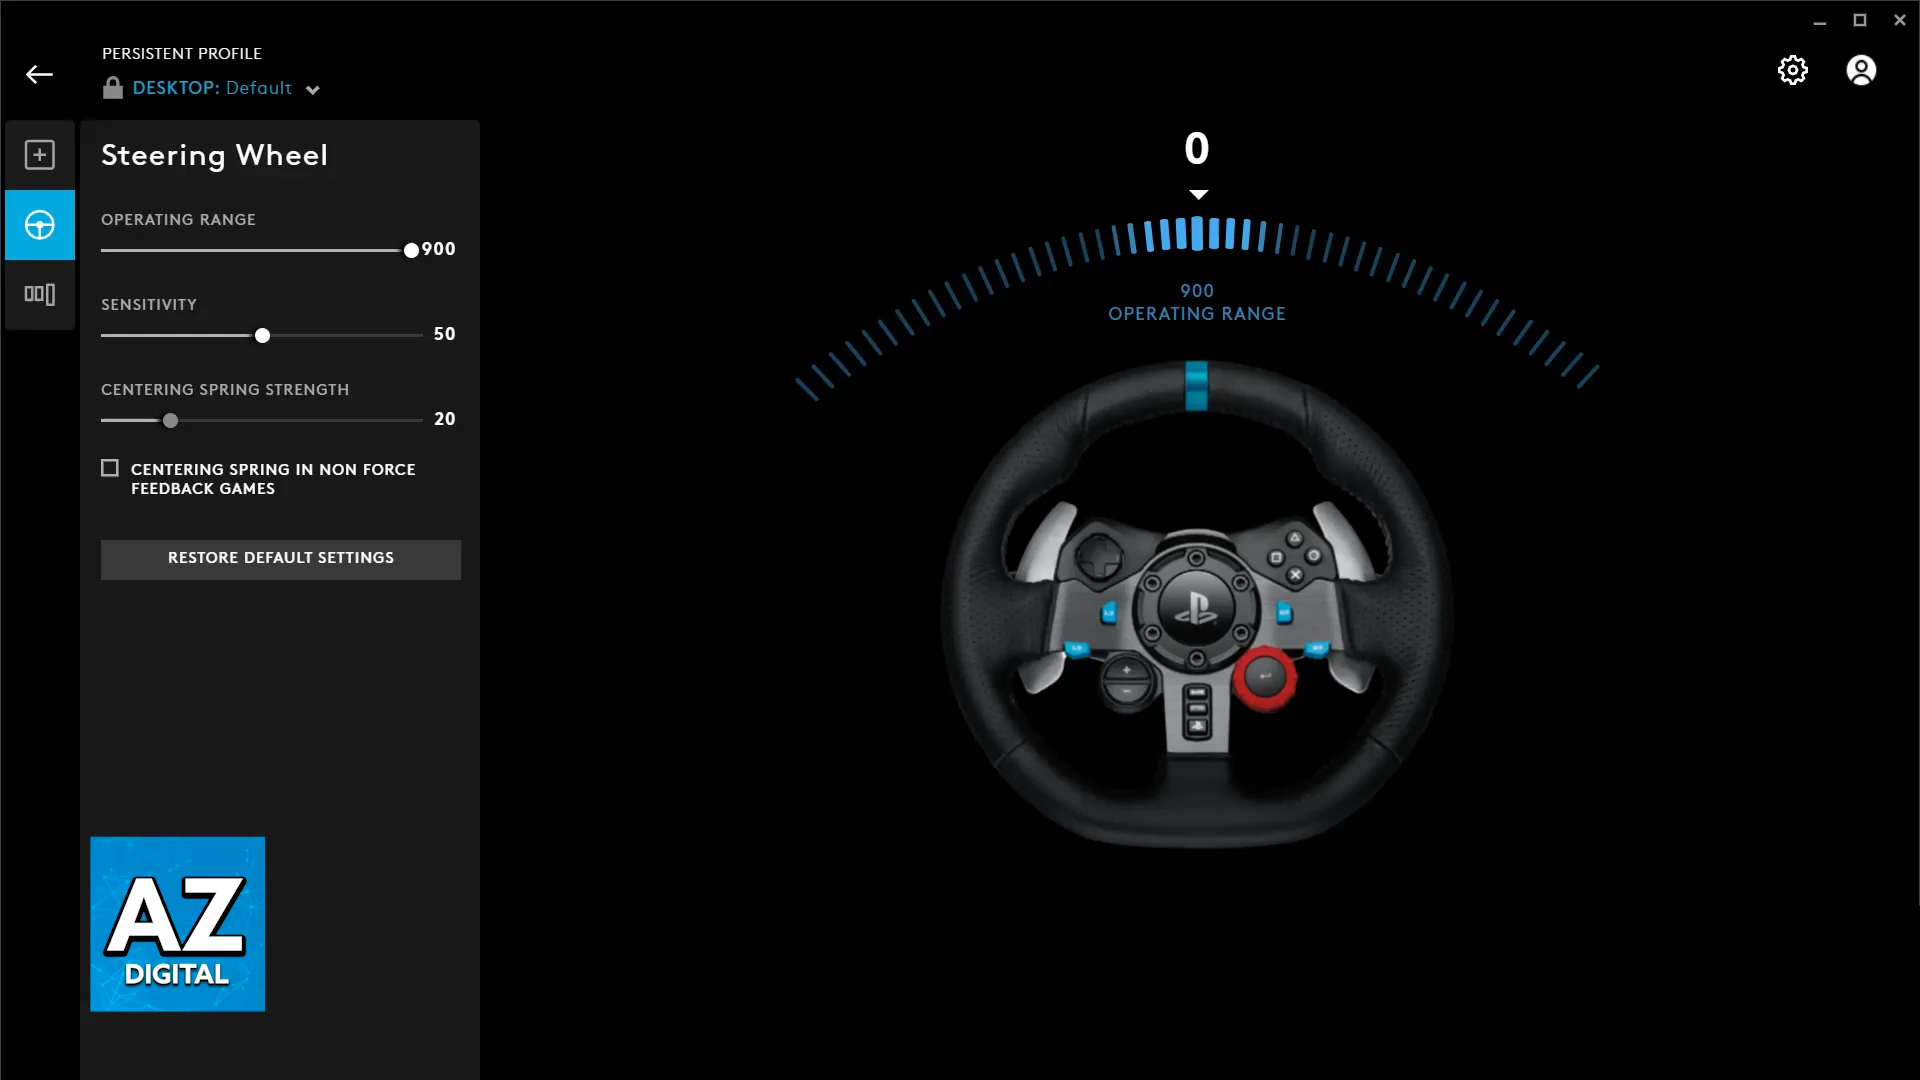 PERSISTENT PROFILE
DESKTOP: Default
Steering Wheel
OPERATING RANGE
900
SENSITIVITY
50
CENTERING SPRING STRENGTH
20
CENTERING SPRING IN NON FORCE
FEEDBACK GAMES
RESTORE DEFAULT SETTINGS
0
900
OPERATING RANGE
AZ
DIGITAL